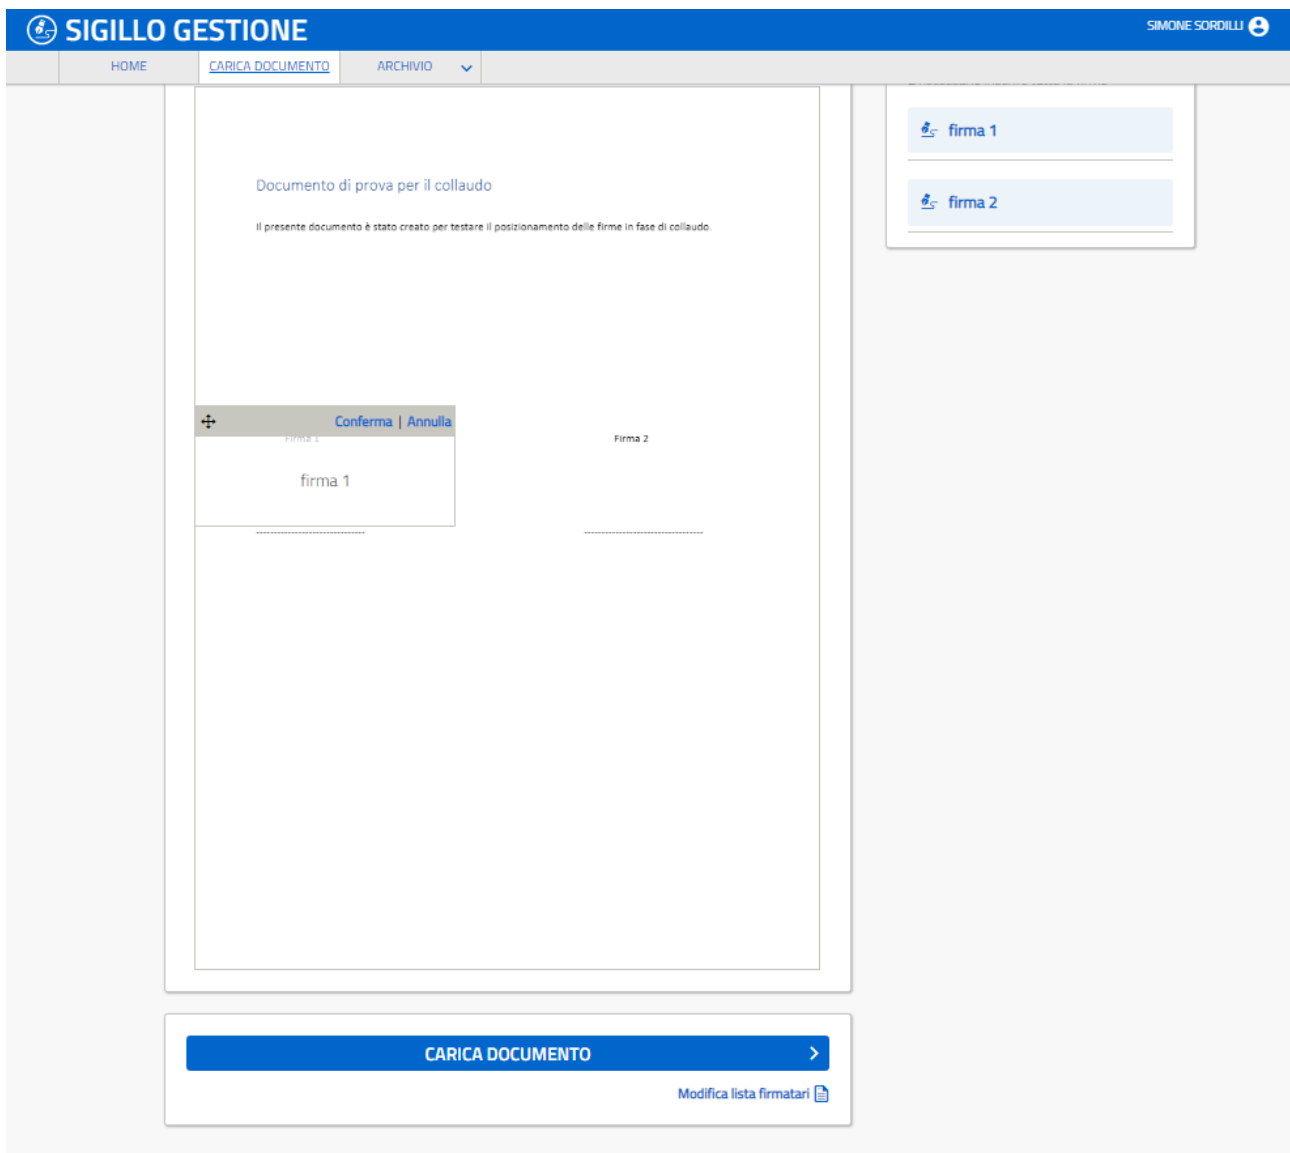 SIGILLO GESTIONE
SIMONE SORDILLI
HOME
CARICA DOCUMENTO
ARCHIVIO
firma 1
firma 2
Documento di prova per il collaudo
Il presente documento è stato creato per testare il posizionamento delle firme in fase di collaudo.
Conferma | Annulla
Firma 1
Firma 2
firma 1
CARICA DOCUMENTO
Modifica lista firmatari